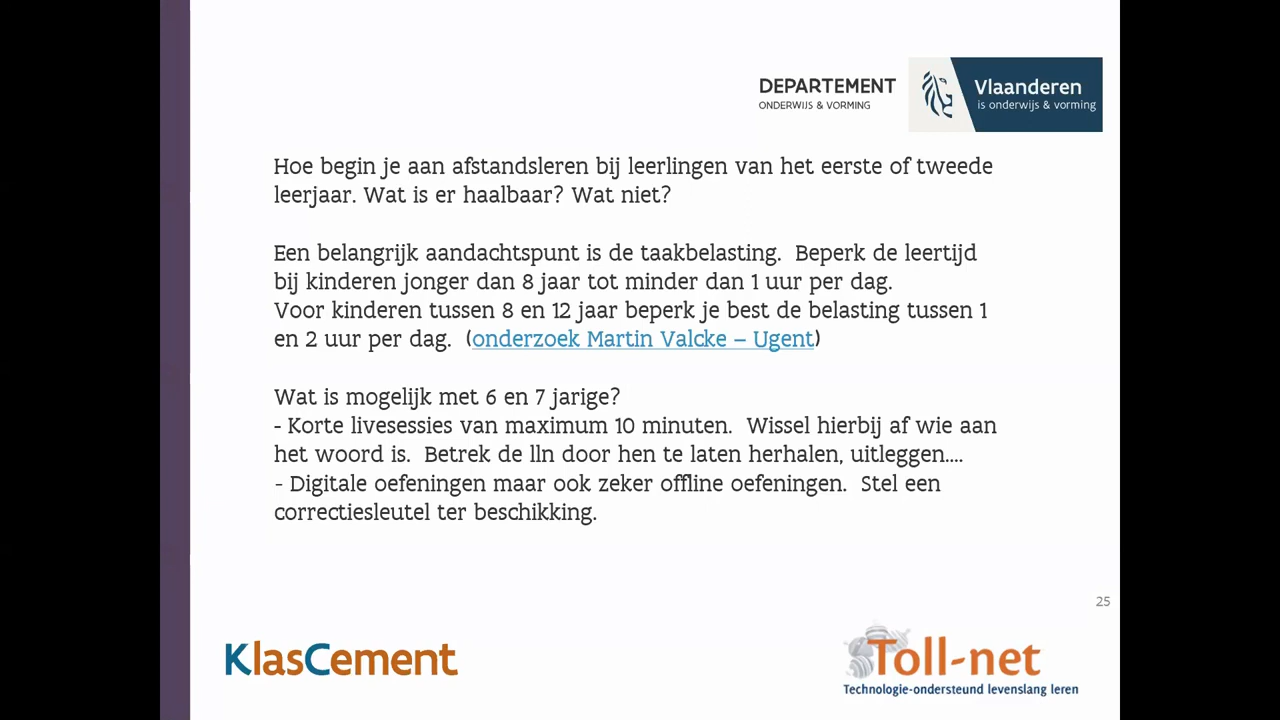 DEPARTEMENT
ONDERWIJS & VORMING
Vlaanderen
is onderwijs & vorming
Hoe begin je aan afstandsleren bij leerlingen van het eerste of tweede
leerjaar. Wat is er haalbaar? Wat niet?
Een belangrijk aandachtspunt is de taakbelasting. Beperk de leertijd
bij kinderen jonger dan 8 jaar tot minder dan 1 uur per dag.
Voor kinderen tussen 8 en 12 jaar beperk je best de belasting tussen 1
en 2 uur per dag. (onderzoek Martin Valcke – Ugent)
Wat is mogelijk met 6 en 7 jarige?
- Korte livesessies van maximum 10 minuten. Wissel hierbij af wie aan
het woord is. Betrek de lln door hen te laten herhalen, uitleggen....
- Digitale oefeningen maar ook zeker offline oefeningen. Stel een
correctiesleutel ter beschikking.
25
KlasCement
Toll-net
Technologie-ondersteund levenslang leren